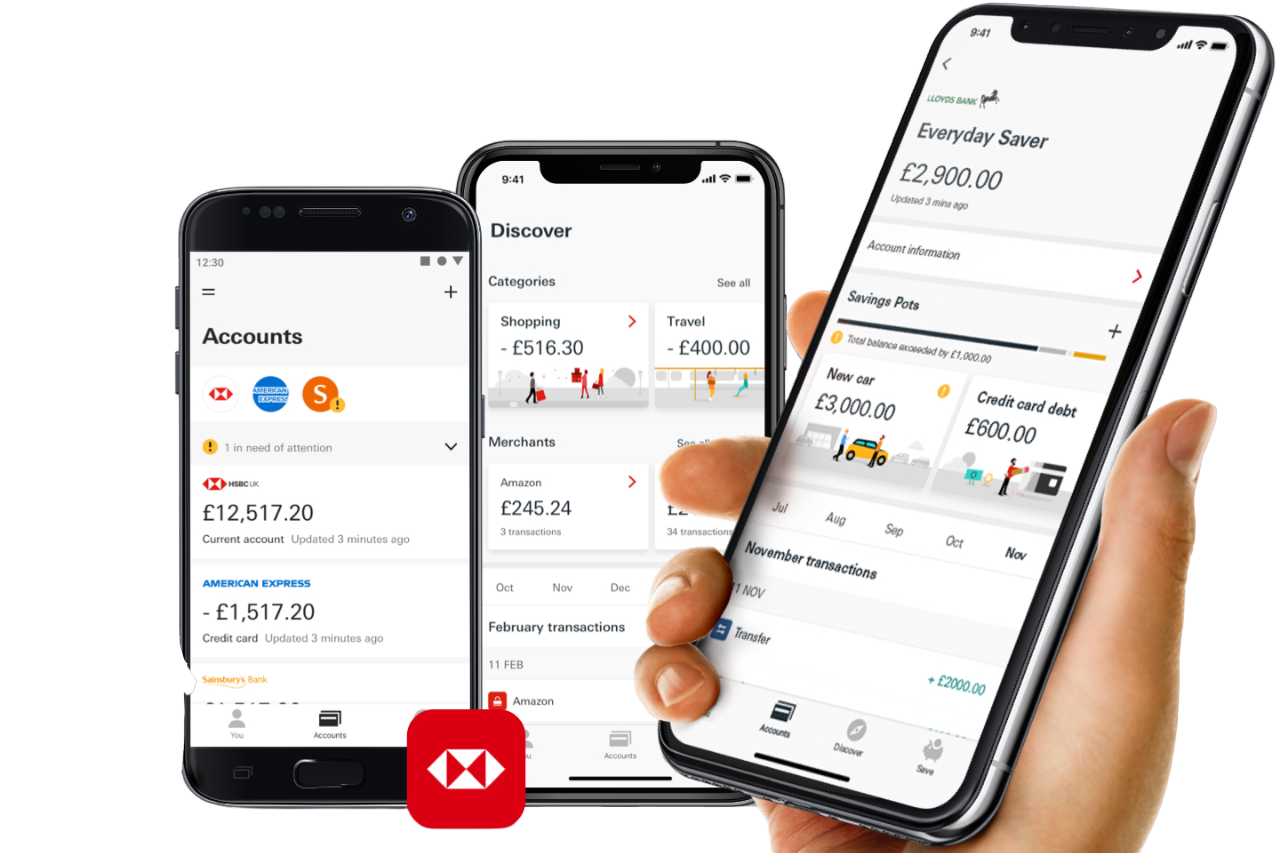 12:30
Accounts
AMERICAN
EXPRESS
S
!
! 1 in need of attention
HSBC UK
£12,517.20
Current account Updated 3 minutes ago
AMERICAN EXPRESS
- £1,517.20
Credit card Updated 3 minutes ago
Sainsbury's Bank
You
Accounts
9:41
Discover
Categories
See all
Shopping
- £516.30
Travel
- £400.00
Merchants
See all
Amazon
£245.24
3 transactions
34 transactions
Oct Nov Dec
February transactions
11 FEB
Amazon
Accounts
9:41
LLOYDS BANK
Everyday Saver
£2,900.00
Updated 3 mins ago
Account information
Savings Pots
! Total balance exceeded by £1,000.00
New car
!
£3,000.00
Credit card debt
£600.00
Jul Aug Sep Oct Nov
November transactions
11 NOV
Transfer
+ £2000.00
Accounts
Discover
Save